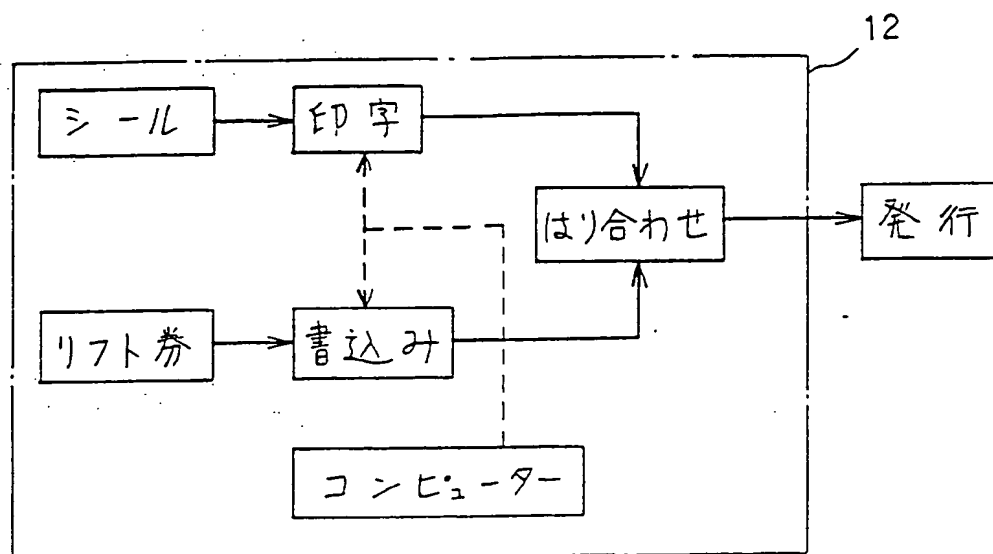 12
シール
印字
はり合わせ
発行
リフト券
書込み
コンピューター